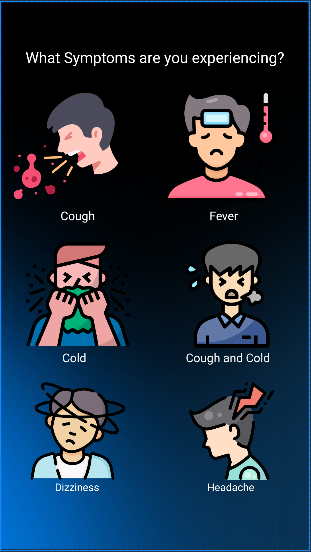 What Symptoms are you experiencing?
Cough
Fever
Cold
Cough and Cold
Dizziness
Headache